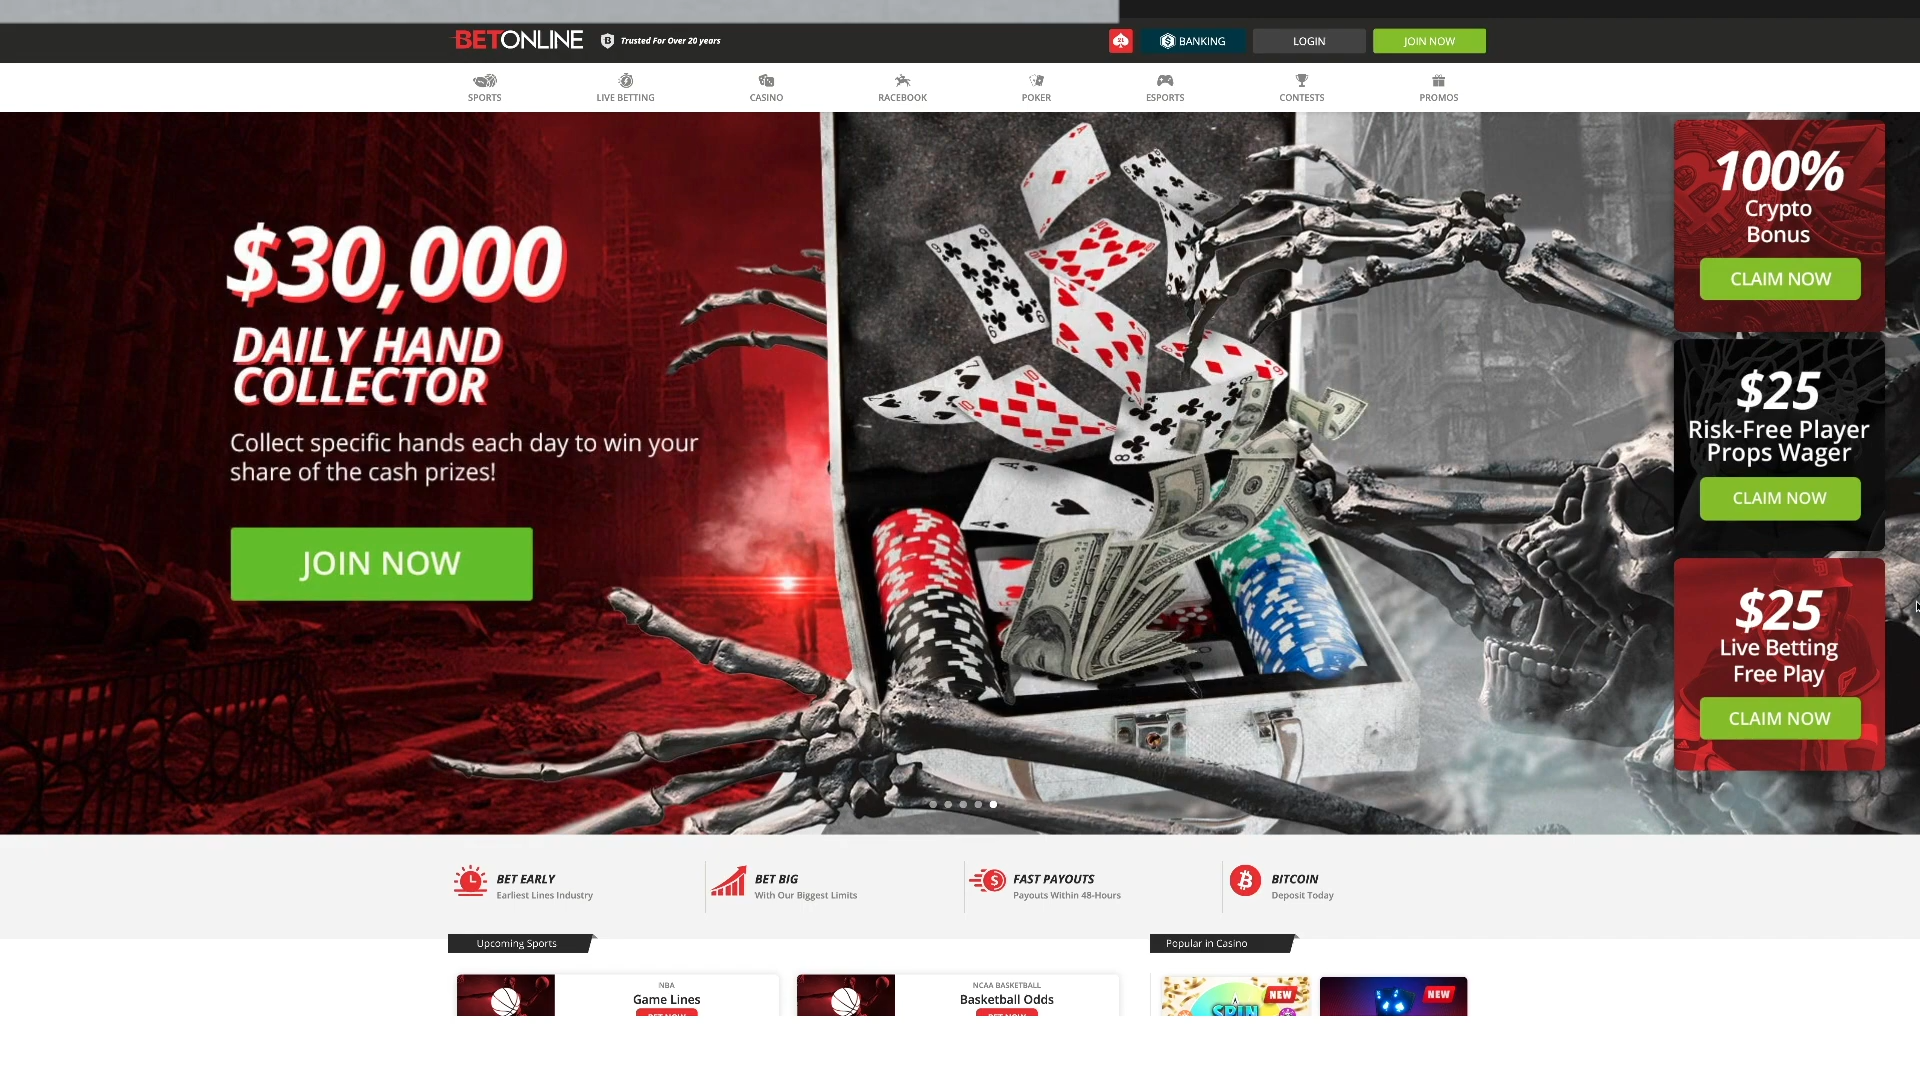 BETONLINE
Trusted For Over 20 years
BANKING
LOGIN
JOIN NOW
SPORTS
LIVE BETTING
CASINO
RACEBOOK
POKER
ESPORTS
CONTESTS
PROMOS
$30,000
DAILY HAND
COLLECTOR
Collect specific hands each day to win your
share of the cash prizes!
JOIN NOW
100%
Crypto
Bonus
CLAIM NOW
$25
Risk-Free Player
Props Wager
CLAIM NOW
$25
Live Betting
Free Play
CLAIM NOW
BET EARLY
Earliest Lines Industry
BET BIG
With Our Biggest Limits
FAST PAYOUTS
Payouts Within 48-Hours
BITCOIN
Deposit Today
Upcoming Sports
Popular in Casino
NBA
Game Lines
NCAA BASKETBALL
Basketball Odds
SPIN
NEW
NEW